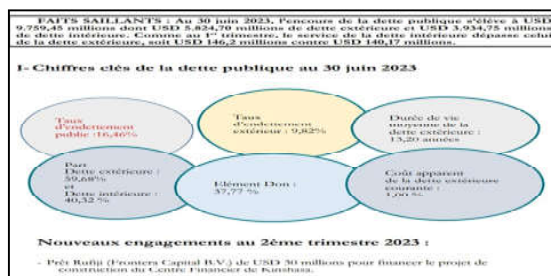 FAITS SAILLANTS : Au 30 juin 2023, l'encours de la dette publique s'élève à USD
9.759,45 millions dont USD 5.824,70 millions de dette extérieure et USD 3.934,75 millions
de dette intérieure. Comme au 1er trimestre, le service de la dette intérieure dépasse celui
de la dette extérieure, soit USD 146,2 millions contre USD 140,17 millions.
I- Chiffres clés de la dette publique au 30 juin 2023
Taux
d'endettement
public :16,46%
Taux
d'endettement
extérieur : 9,82%
Durée de vie
moyenne de la
dette extérieure :
13,20 années
Part
Dette extérieure :
59,68%
et
Dette intérieure :
40,32 %
Elément Don :
37,77 %
Coût apparent
de la dette extérieure
courante :
Nouveaux engagements au 2ème trimestre 2023 :
- Prêt Rufiji (Frontera Capital B.V.) de USD 30 millions pour financer le projet de
construction du Centre Financier de Kinshasa.